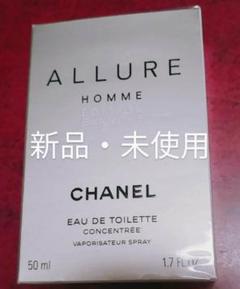 ALLURE
HOMME
新品・未使用
CHANEL
EAU DE TOILETTE
CONCENTRÉE
VAPORISATEUR SPRAY
50 ml
1.7 FL OZ